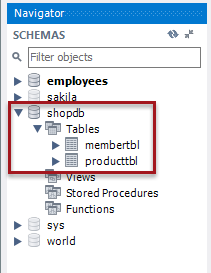 Navigator
SCHEMAS
Filter objects
employees
sakila
shopdb
Tables
membertbl
producttbl
Views
Stored Procedures
Functions
sys
world